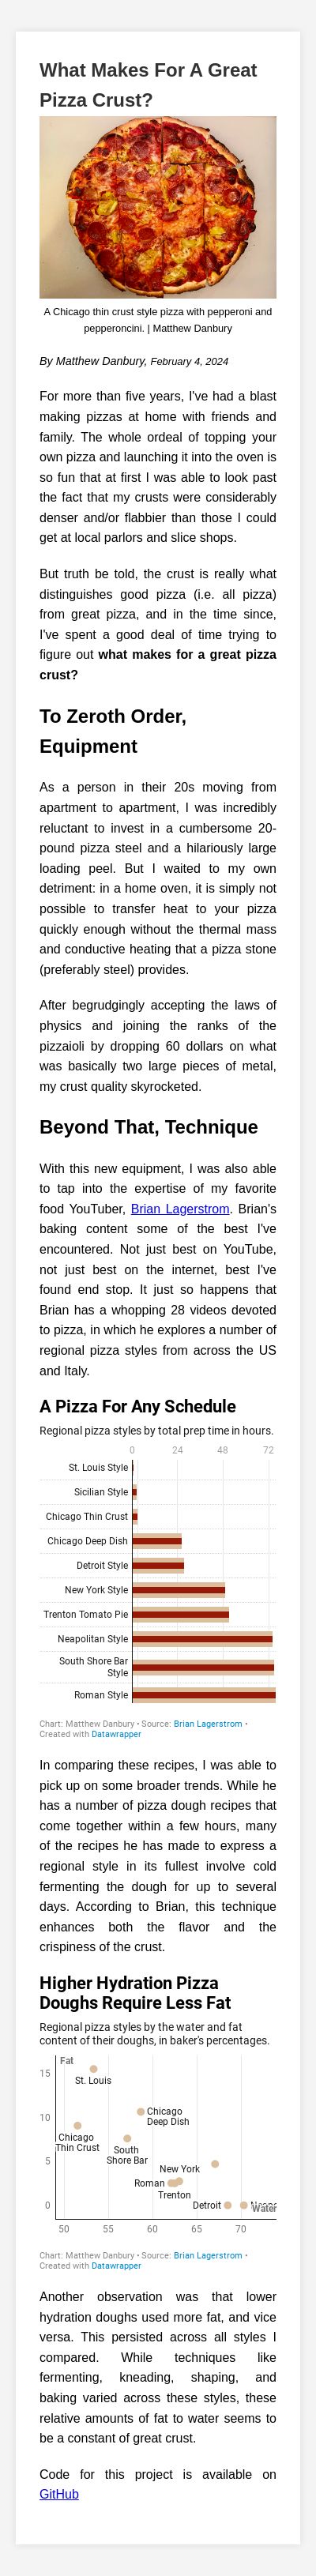 What Makes For A Great
Pizza Crust?
A Chicago thin crust style pizza with pepperoni and
pepperoncini. | Matthew Danbury
By Matthew Danbury, February 4, 2024
For more than five years, I've had a blast
making pizzas at home with friends and
family. The whole ordeal of topping your
own pizza and launching it into the oven is
so fun that at first I was able to look past
the fact that my crusts were considerably
denser and/or flabbier than those I could
get at local parlors and slice shops.
But truth be told, the crust is really what
distinguishes good pizza (i.e. all pizza)
from great pizza, and in the time since,
I've spent a good deal of time trying to
figure out what makes for a great pizza
crust?
To Zeroth Order,
Equipment
As a person in their 20s moving from
apartment to apartment, I was incredibly
reluctant to invest in a cumbersome 20-
pound pizza steel and a hilariously large
loading peel. But I waited to my own
detriment: in a home oven, it is simply not
possible to transfer heat to your pizza
quickly enough without the thermal mass
and conductive heating that a pizza stone
(preferably steel) provides.
After begrudgingly accepting the laws of
physics and joining the ranks of the
pizzaioli by dropping 60 dollars on what
was basically two large pieces of metal,
my crust quality skyrocketed.
Beyond That, Technique
With this new equipment, I was also able
to tap into the expertise of my favorite
food YouTuber, Brian Lagerstrom. Brian's
baking content some of the best I've
encountered. Not just best on YouTube,
not just best on the internet, best I've
found end stop. It just so happens that
Brian has a whopping 28 videos devoted
to pizza, in which he explores a number of
regional pizza styles from across the US
and Italy.
A Pizza For Any Schedule
Regional pizza styles by total prep time in hours.
0 24 48 72
St. Louis Style
Sicilian Style
Chicago Thin Crust
Chicago Deep Dish
Detroit Style
New York Style
Trenton Tomato Pie
Neapolitan Style
South Shore Bar
Style
Roman Style
Chart: Matthew Danbury • Source: Brian Lagerstrom •
Created with Datawrapper
In comparing these recipes, I was able to
pick up on some broader trends. While he
has a number of pizza dough recipes that
come together within a few hours, many
of the recipes he has made to express a
regional style in its fullest involve cold
fermenting the dough for up to several
days. According to Brian, this technique
enhances both the flavor and the
crispiness of the crust.
Higher Hydration Pizza
Doughs Require Less Fat
Regional pizza styles by the water and fat
content of their doughs, in baker's percentages.
Fat
15
St. Louis
10
Chicago
Deep Dish
Chicago
Thin Crust
South
Shore Bar
5
New York
Roman
Trenton
0
Detroit
Water
50 55 60 65 70
Chart: Matthew Danbury • Source: Brian Lagerstrom •
Created with Datawrapper
Another observation was that lower
hydration doughs used more fat, and vice
versa. This persisted across all styles I
compared. While techniques like
fermenting, kneading, shaping, and
baking varied across these styles, these
relative amounts of fat to water seems to
be a constant of great crust.
Code for this project is available on
GitHub